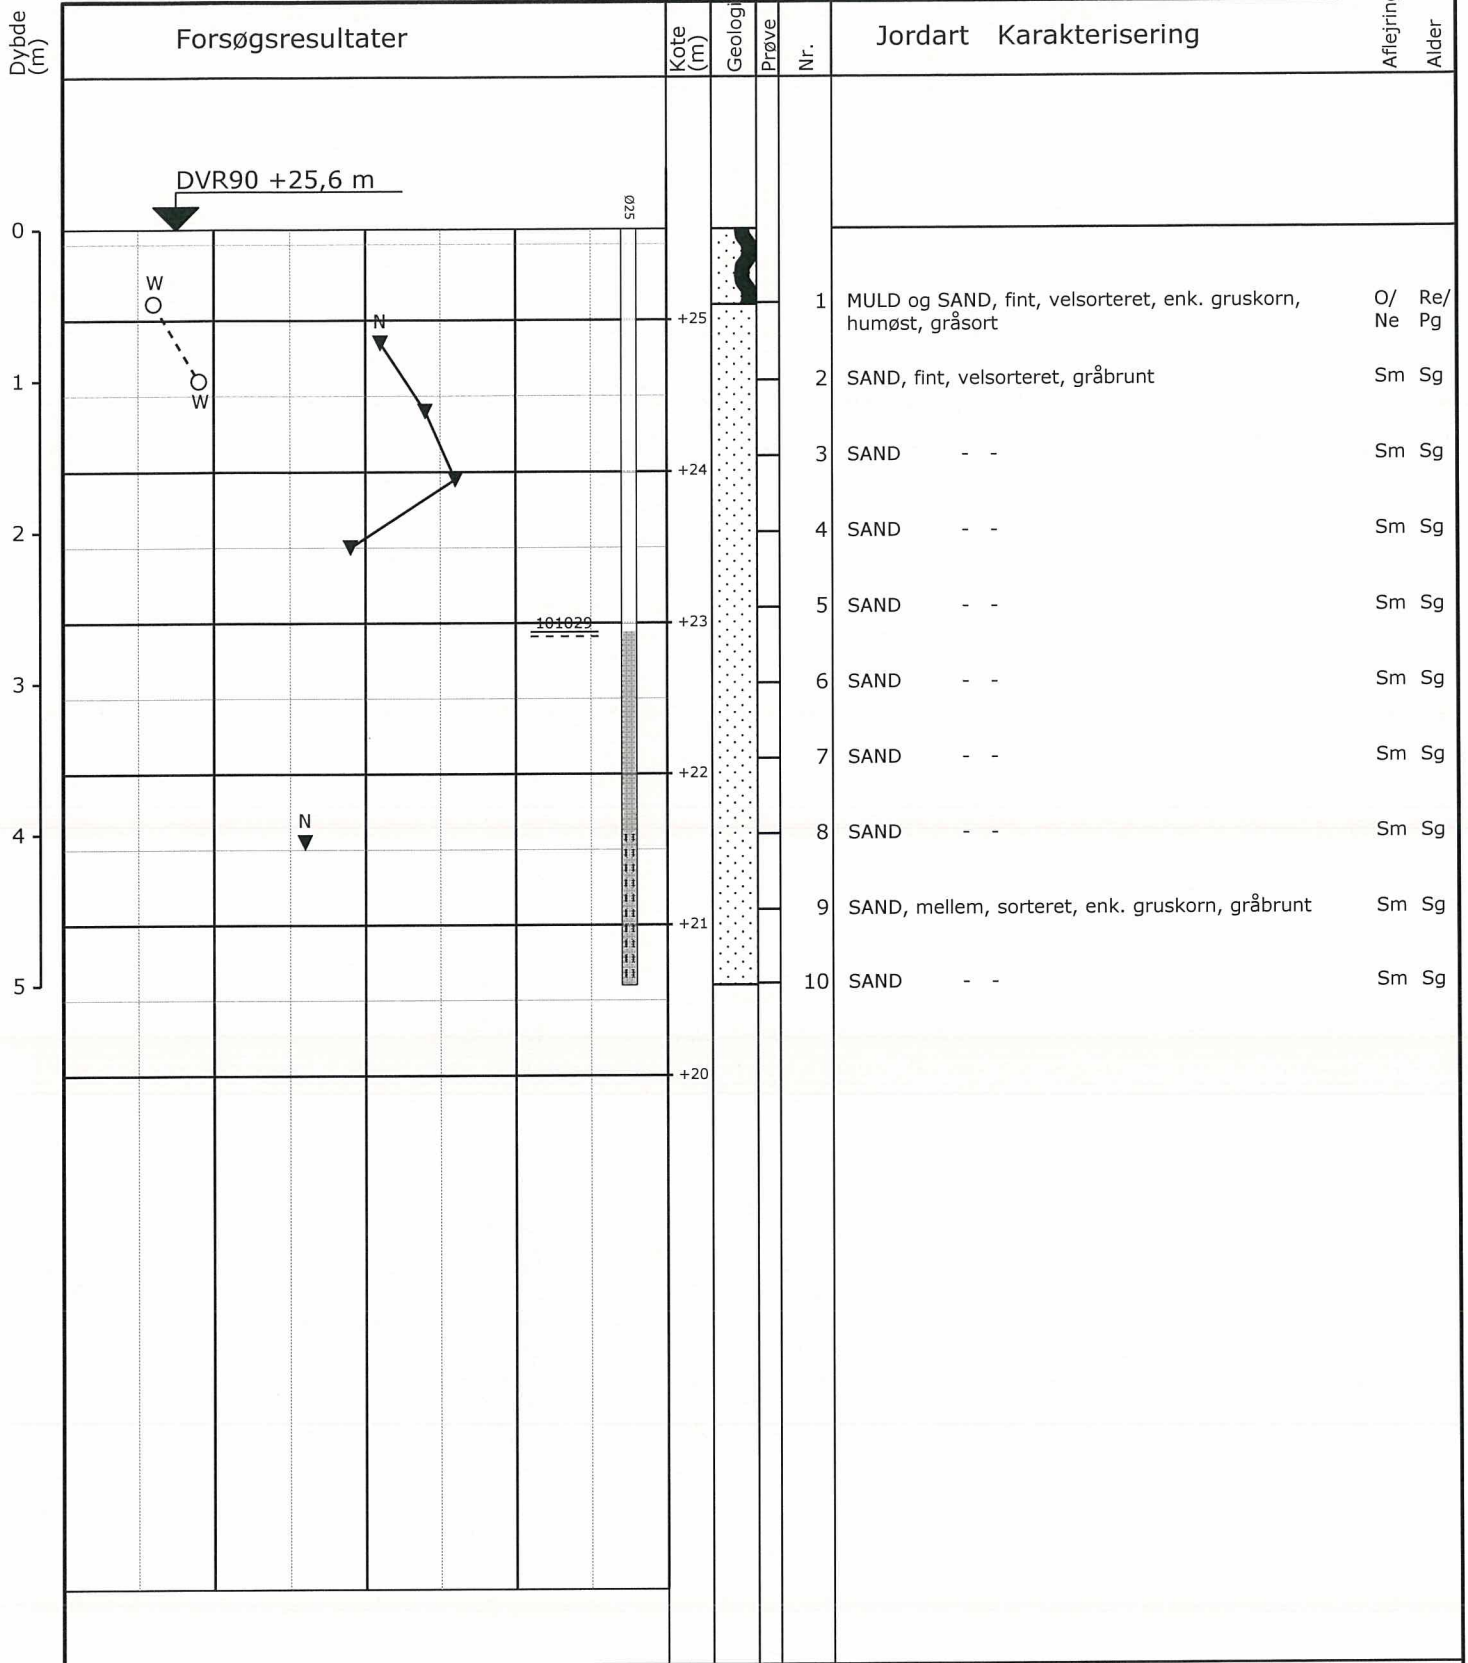 Dybde (m)
Forsøgsresultater
Kote (m)
Geologi
Prøve
Nr.
Jordart Karakterisering
Aflejring
Alder
DVR90 +25,6 m
Ø25
0
W
1 MULD og SAND, fint, velsorteret, enk. gruskorn, O/ Re/
humøst, gråsort Ne Pg
N
+25
1
2 SAND, fint, velsorteret, gråbrunt Sm Sg
W
3 SAND - - Sm Sg
+24
2
4 SAND - - Sm Sg
5 SAND - - Sm Sg
101029
+23
3
6 SAND - - Sm Sg
7 SAND - - Sm Sg
+22
N
4
8 SAND - - Sm Sg
9 SAND, mellem, sorteret, enk. gruskorn, gråbrunt Sm Sg
+21
5
10 SAND - - Sm Sg
+20